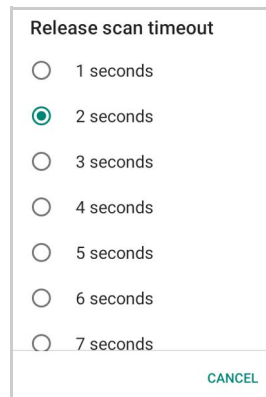 Release scan timeout
1 seconds
2 seconds
3 seconds
4 seconds
5 seconds
6 seconds
7 seconds
CANCEL